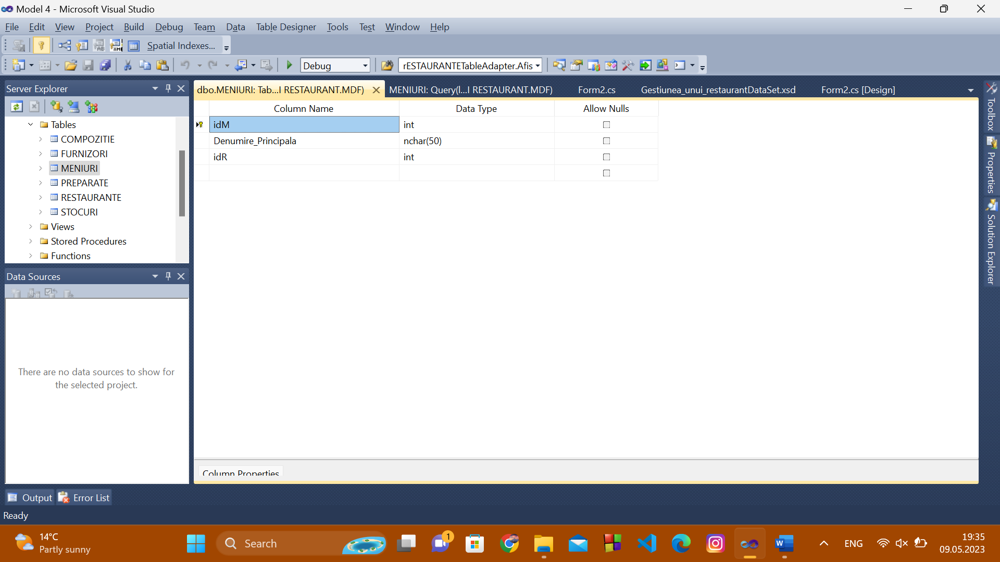 Model 4 - Microsoft Visual Studio
File Edit View Project Build Debug Team Data Table Designer Tools Test Window Help
Spatial Indexes...
Debug rESTAURANTETableAdapter.Afis
Server Explorer
Tables
COMPOZITIE
FURNIZORI
MENIURI
PREPARATE
RESTAURANTE
STOCURI
Views
Stored Procedures
Functions
Data Sources
There are no data sources to show for
the selected project.
dbo.MENIURI: Tab...I RESTAURANT.MDF) MENIURI: Query(l...I RESTAURANT.MDF) Form2.cs Gestiunea_unui_restaurantDataSet.xsd Form2.cs [Design]
Column Name Data Type Allow Nulls
idM int
Denumire_Principala nchar(50)
idR int
Column Properties
Toolbox
Properties
Solution Explorer
Output Error List
Ready
14°C
Partly sunny
Search
1
ENG
19:35
09.05.2023